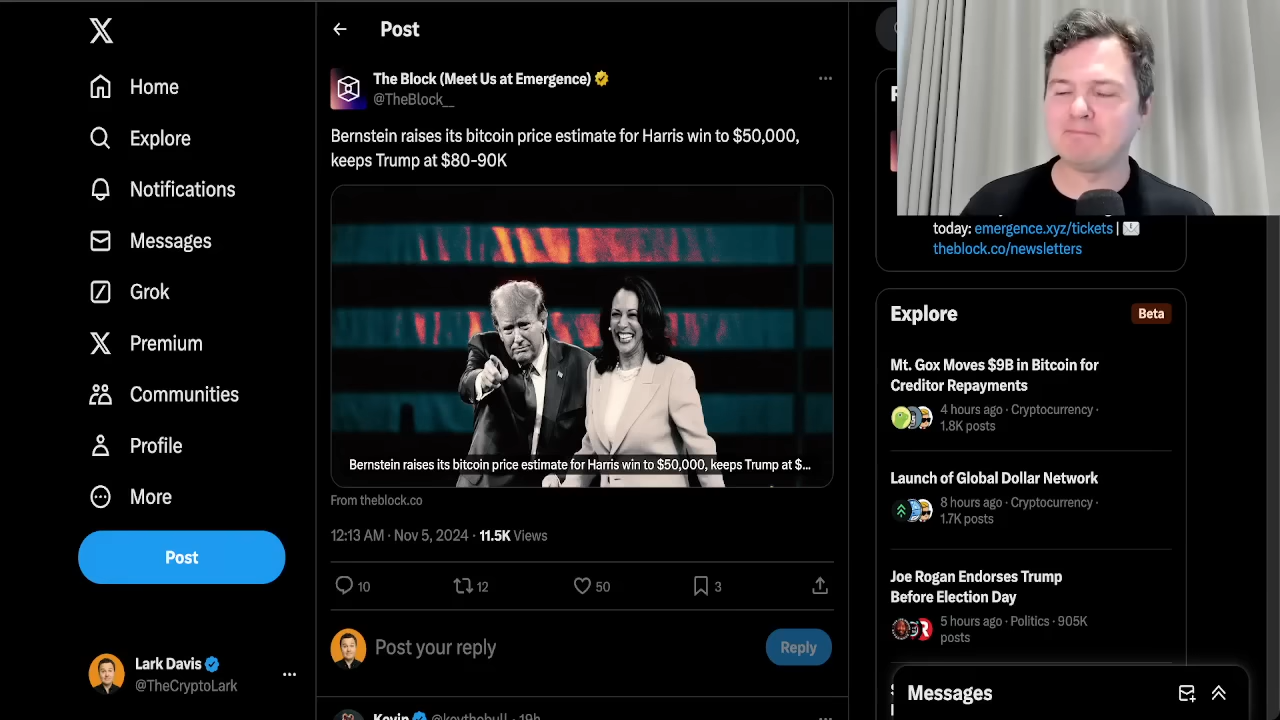 Home
Explore
Notifications
Messages
Grok
Premium
Communities
Profile
More
Post
Lark Davis
@TheCryptoLark
Post
The Block (Meet Us at Emergence)
@TheBlock__
Bernstein raises its bitcoin price estimate for Harris win to $50,000,
keeps Trump at $80-90K
Bernstein raises its bitcoin price estimate for Harris win to $50,000, keeps Trump at $...
From theblock.co
12:13 AM · Nov 5, 2024 · 11.5K Views
10
12
50
3
Post your reply
Reply
Kevin @kevthebull · 19h
today: emergence.xyz/tickets |
theblock.co/newsletters
Explore
Beta
Mt. Gox Moves $9B in Bitcoin for
Creditor Repayments
4 hours ago · Cryptocurrency ·
1.8K posts
Launch of Global Dollar Network
8 hours ago · Cryptocurrency ·
1.7K posts
Joe Rogan Endorses Trump
Before Election Day
5 hours ago · Politics · 905K
posts
Messages